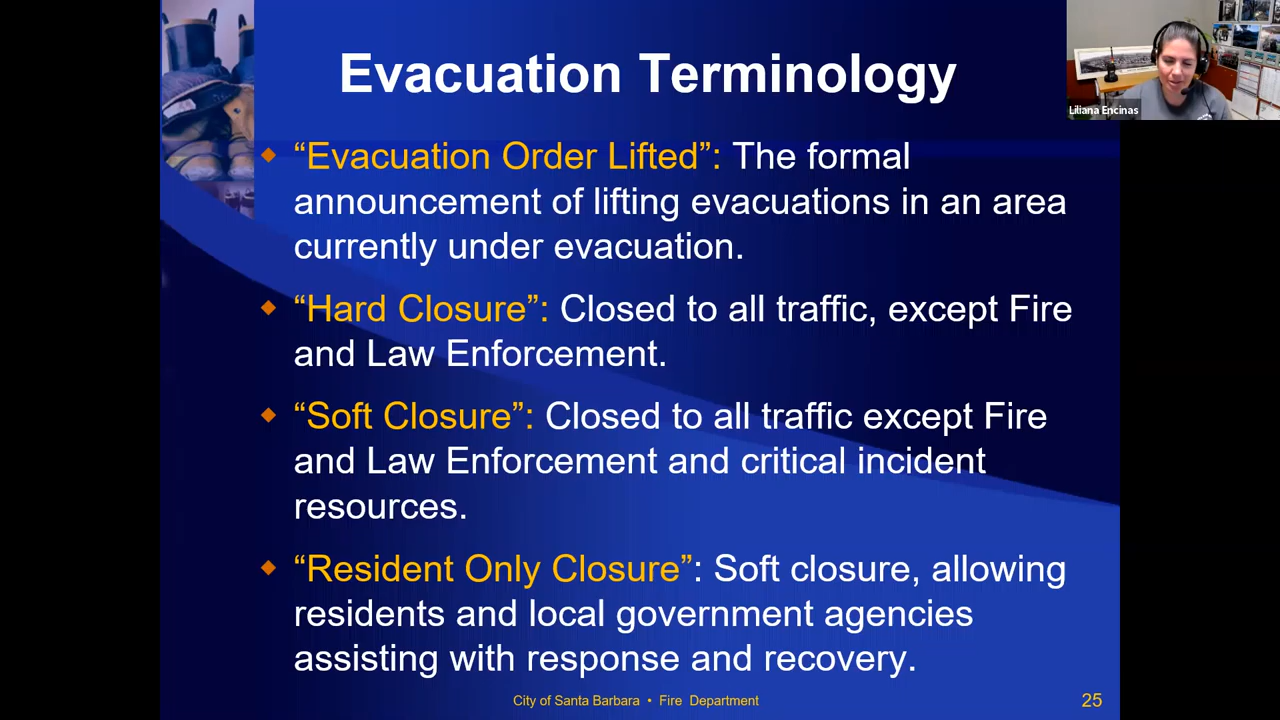 Evacuation Terminology
Liliana Encinas
“Evacuation Order Lifted”: The formal
announcement of lifting evacuations in an area
currently under evacuation.
“Hard Closure”: Closed to all traffic, except Fire
and Law Enforcement.
“Soft Closure”: Closed to all traffic except Fire
and Law Enforcement and critical incident
resources.
“Resident Only Closure”: Soft closure, allowing
residents and local government agencies
assisting with response and recovery.
City of Santa Barbara • Fire Department
25